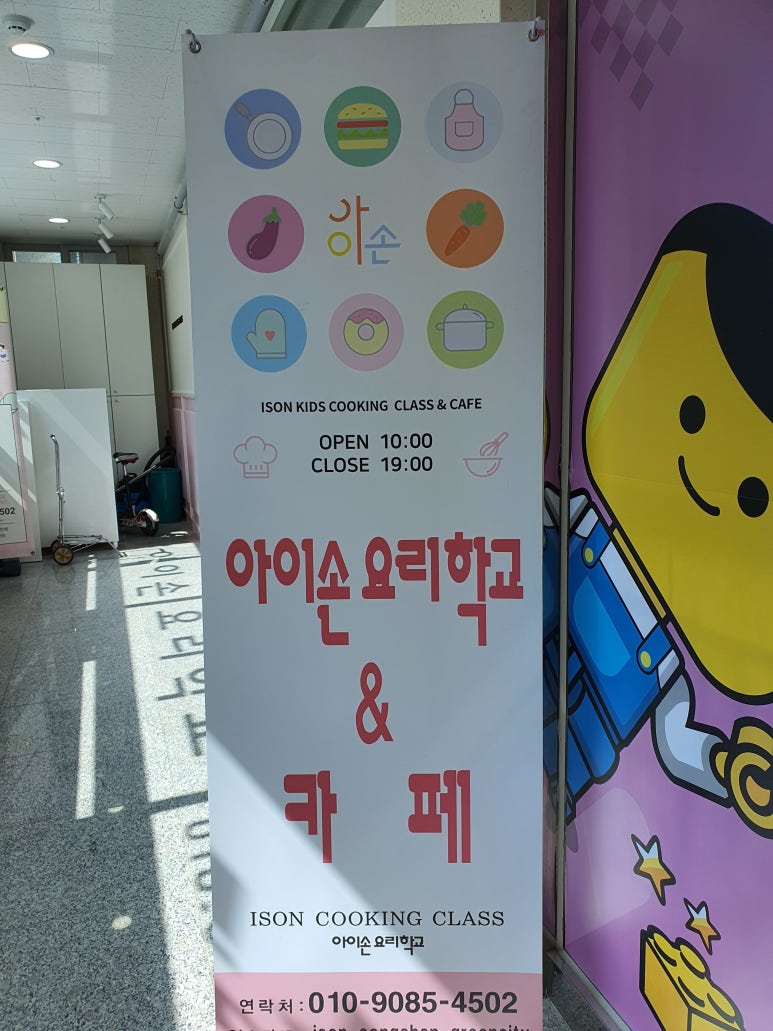 아이손
ISON KIDS COOKING CLASS & CAFE
OPEN 10:00
CLOSE 19:00
아이손 요리학교
&
카페
ISON COOKING CLASS
아이손 요리학교
연락처 : 010-9085-4502
502